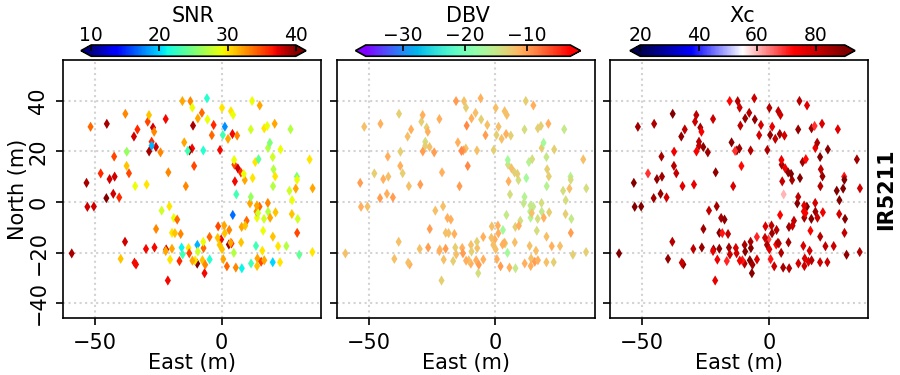 SNR
DBV
Xc
10 20 30 40
−30 −20 −10
20 40 60 80
40
20
0
−20
−40
North (m)
−50 0
−50 0
−50 0
East (m)
East (m)
East (m)
IR5211